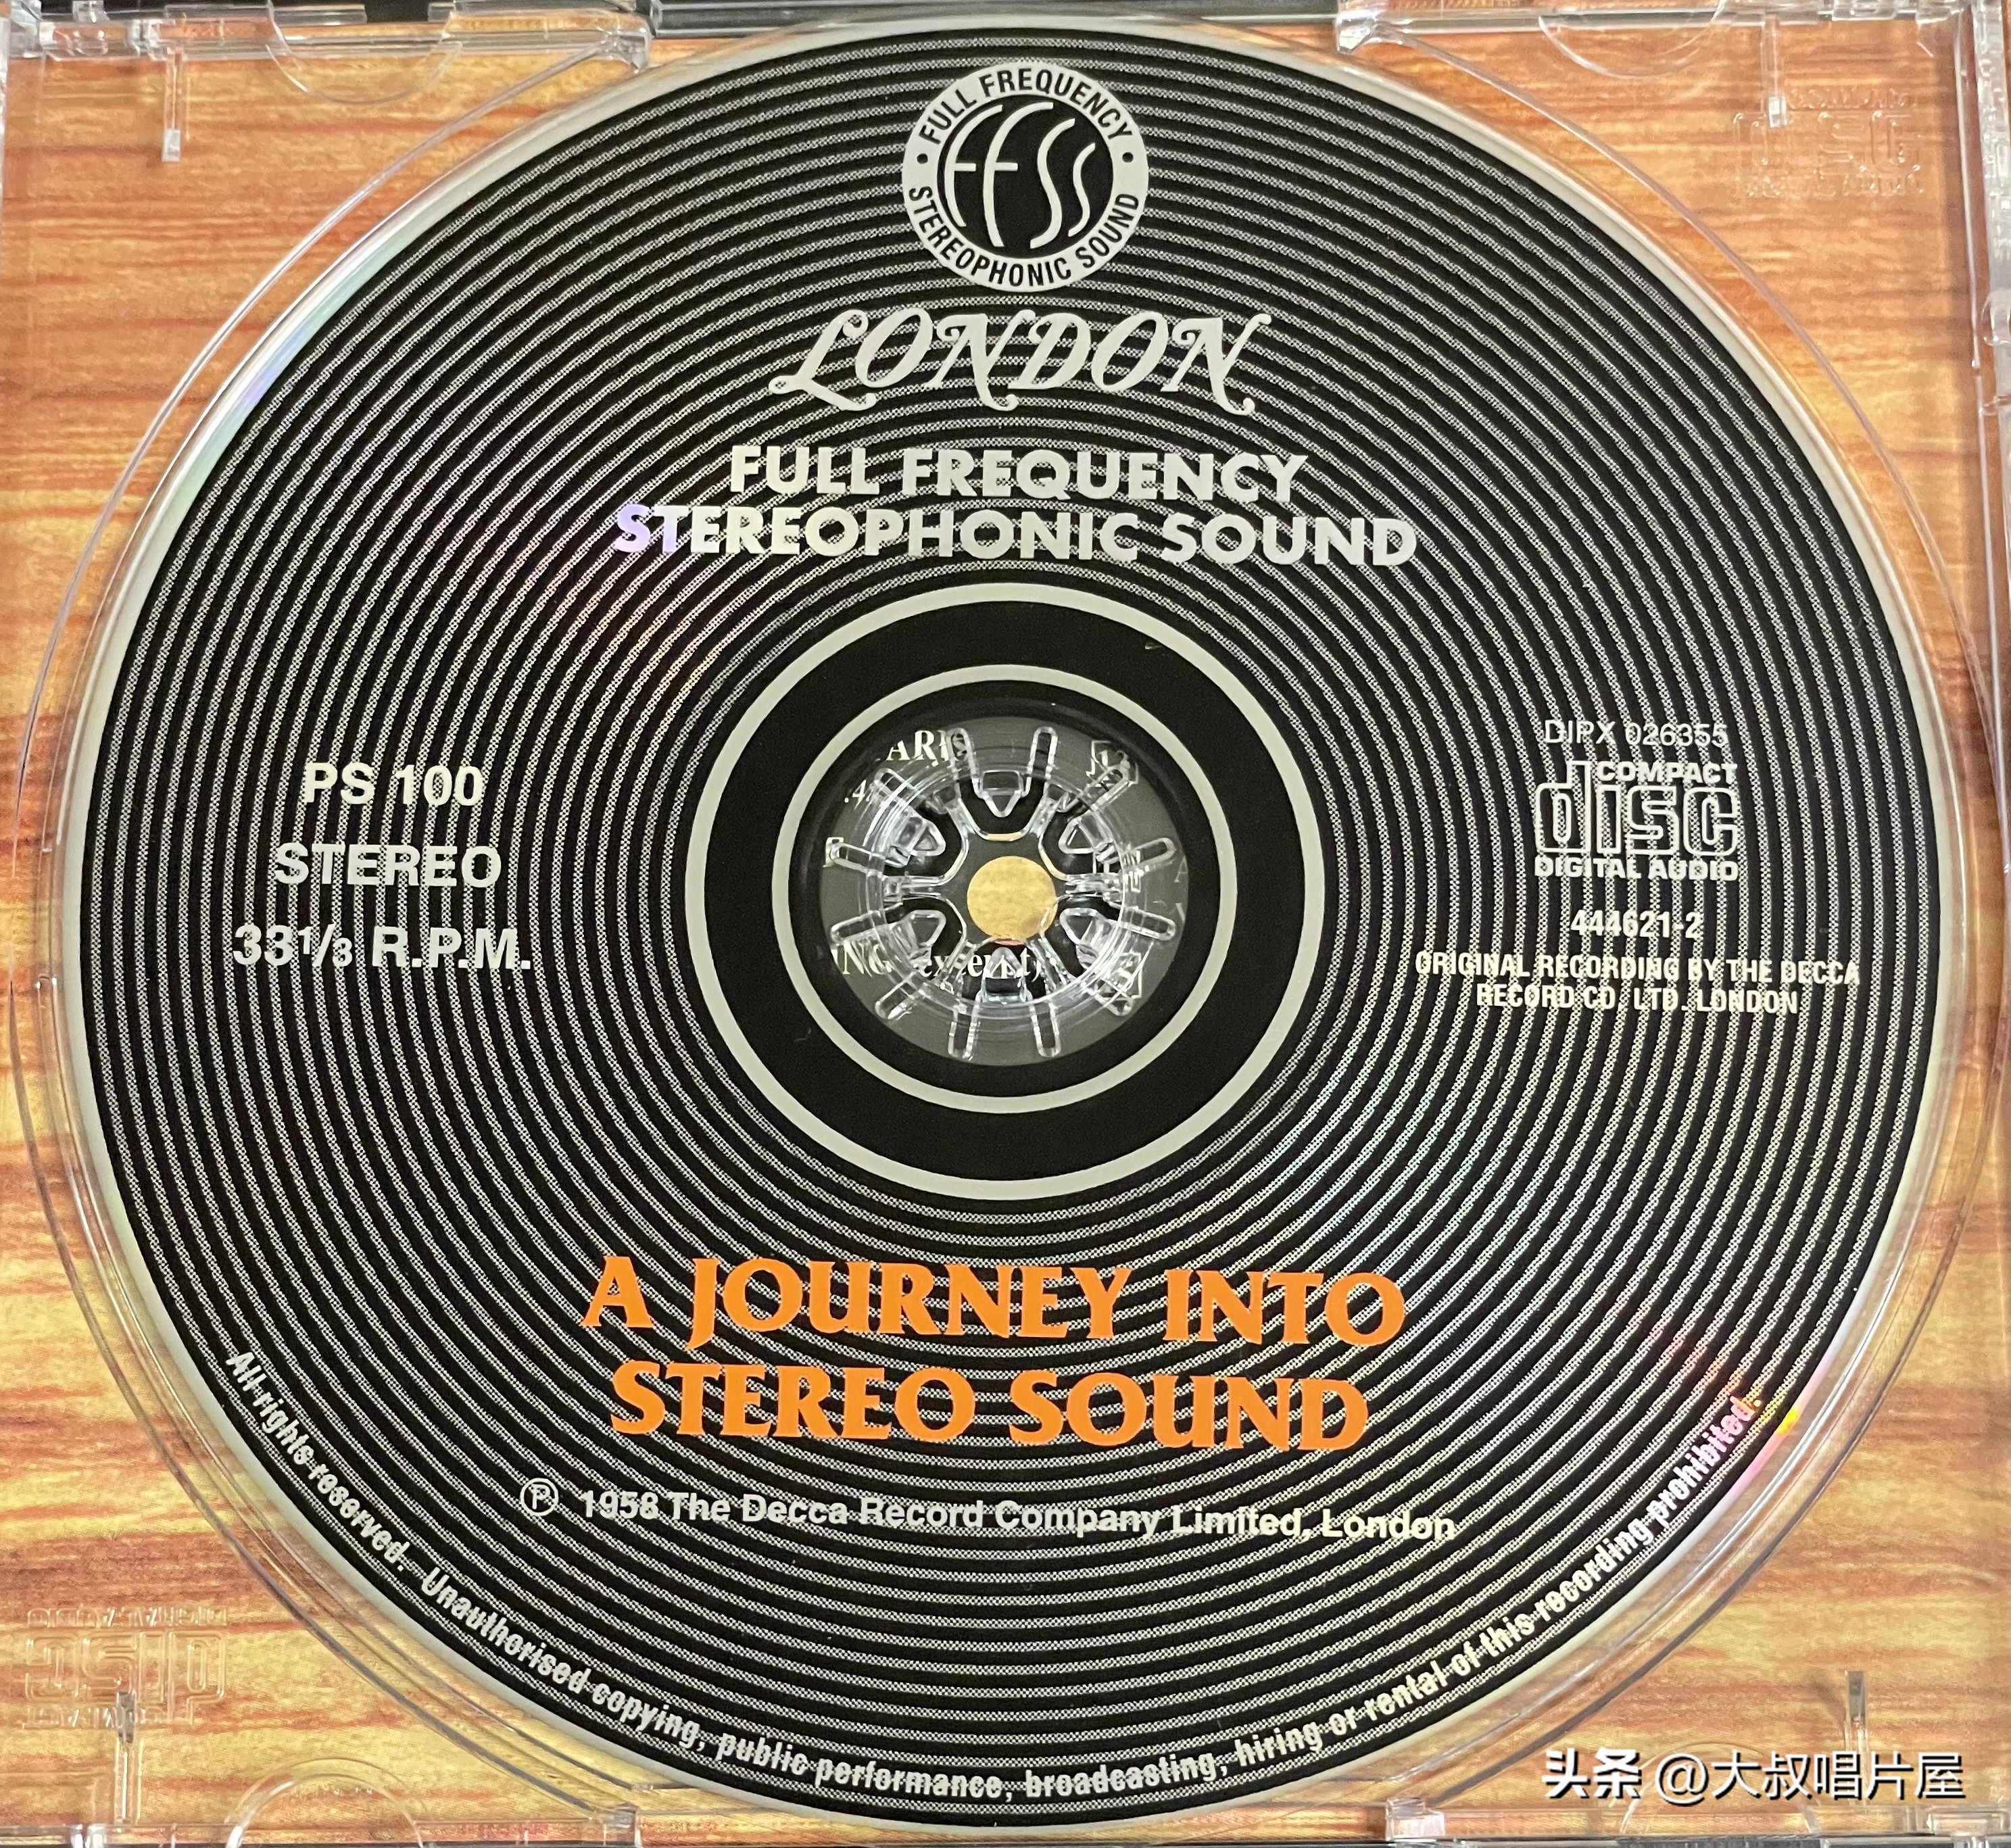 FULL FREQUENCY
FFSS
STEREOPHONIC SOUND
LONDON
FULL FREQUENCY
STEREOPHONIC SOUND
PS 100
STEREO
33 1/3 R.P.M.
DIPX 026355
COMPACT
disc
DIGITAL AUDIO
444621-2
ORIGINAL RECORDING BY THE DECCA
RECORD CO. LTD. LONDON
A JOURNEY INTO
STEREO SOUND
℗ 1958 The Decca Record Company Limited, London
All rights reserved. Unauthorised copying, public performance, broadcasting, hiring or rental of this recording prohibited.
头条 @大叔唱片屋